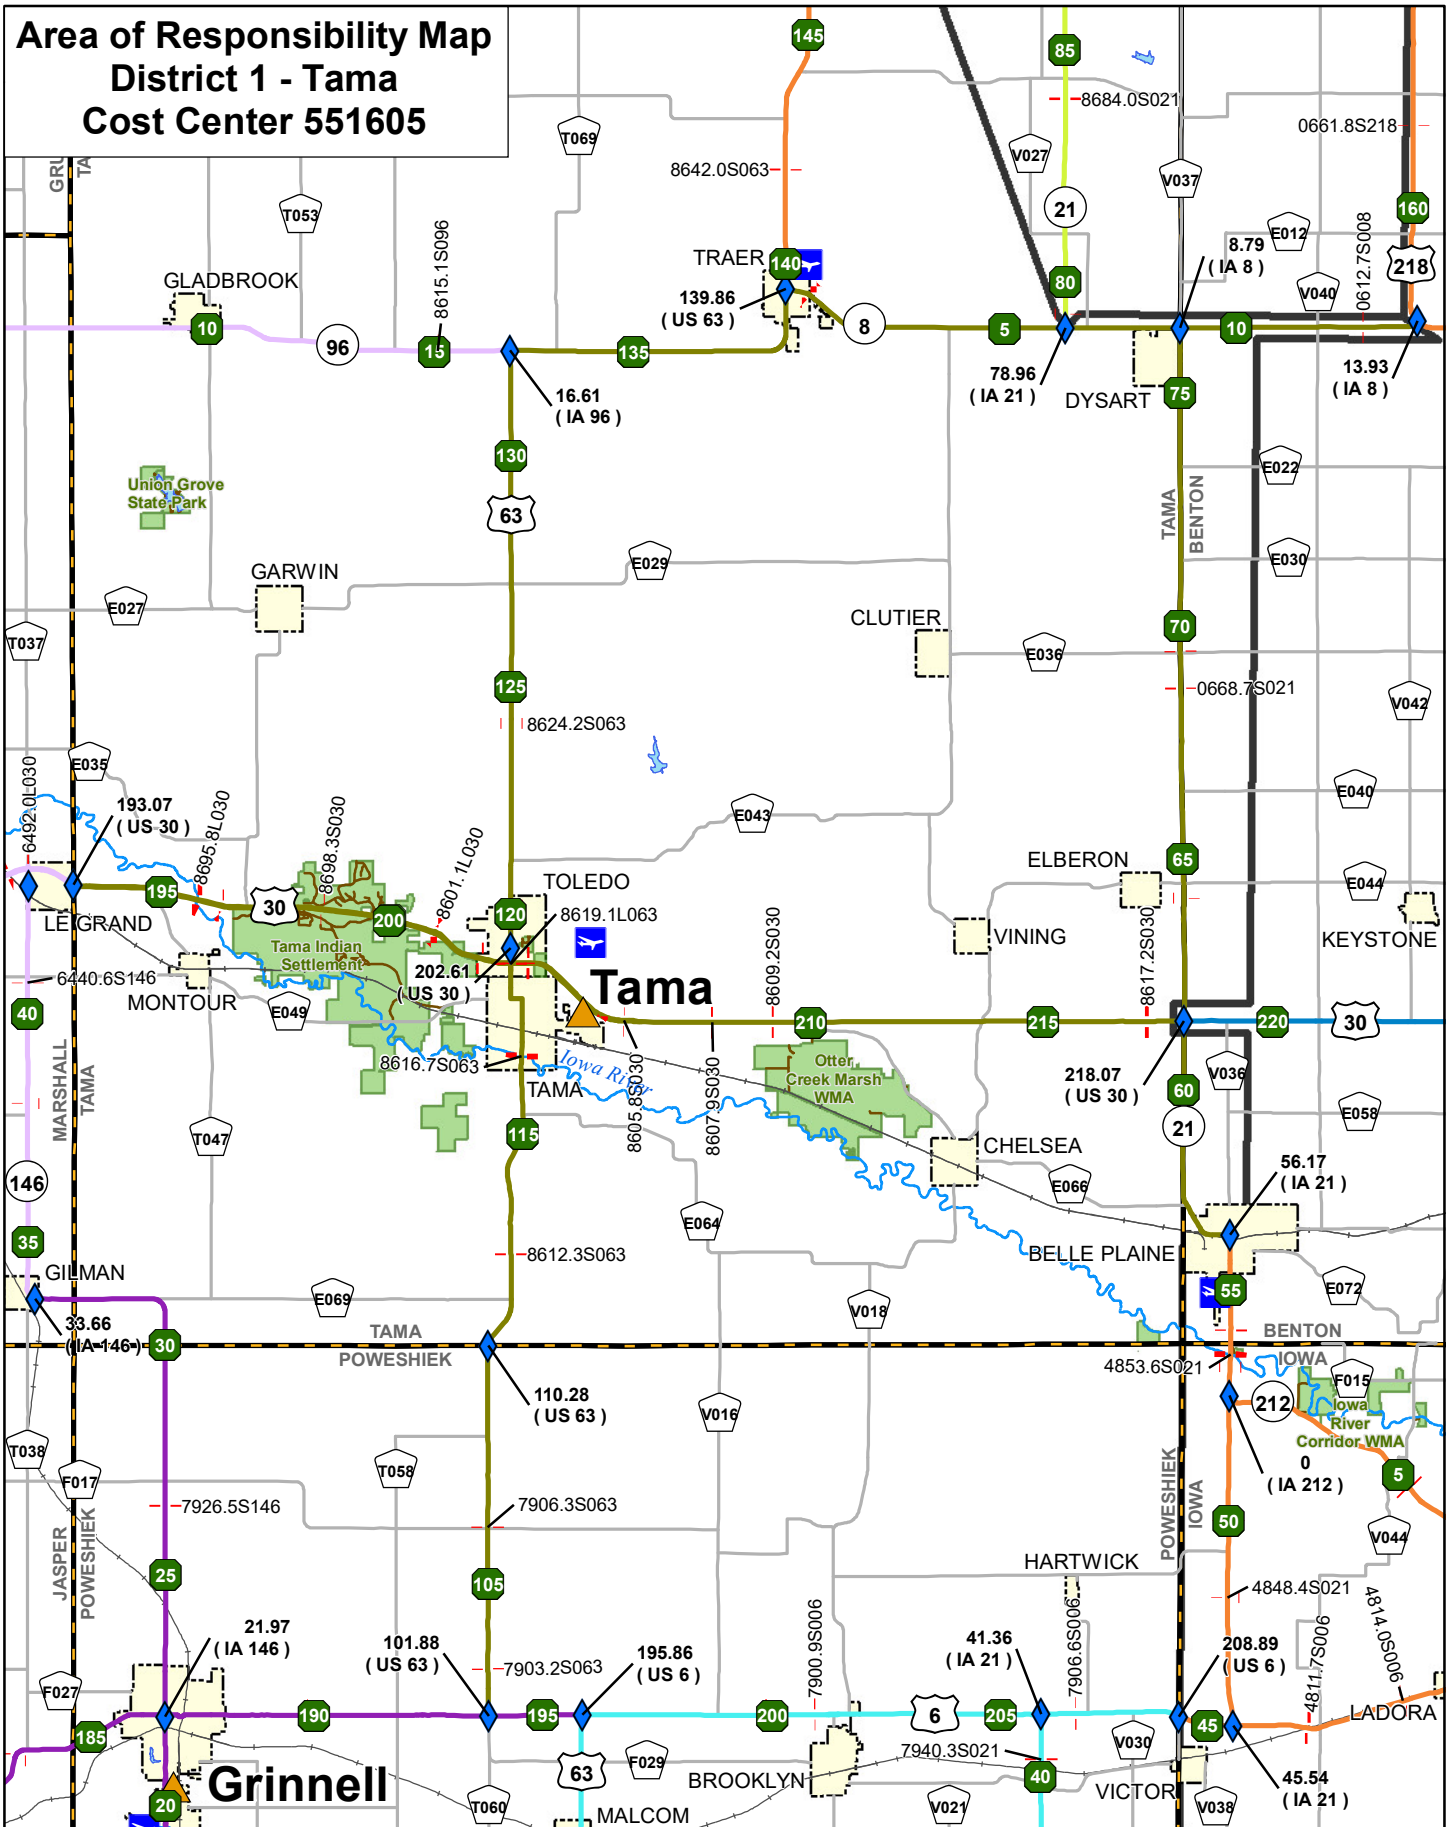 Area of Responsibility Map
District 1 - Tama
Cost Center 551605
145
85
8684.0S021
0661.8S218
T069
V027
8642.0S063
V037
GRU
TA
T053
21
160
E012
8.79
( IA 8 )
0612.7S008
218
TRAER
140
GLADBROOK
8615.1S096
139.86
( US 63 )
80
V040
10
96
15
135
8
5
10
78.96
( IA 21 )
13.93
( IA 8 )
16.61
( IA 96 )
DYSART
75
130
E022
Union Grove
State Park
63
TAMA
BENTON
E029
E030
GARWIN
E027
CLUTIER
T037
70
E036
125
0668.7S021
V042
8624.2S063
E035
6492.0L030
193.07
( US 30 )
8695.8L030
8698.3S030
E043
E040
8601.1L030
ELBERON
65
TOLEDO
E044
195
30
200
120
8619.1L063
LE GRAND
Tama Indian
Settlement
8609.2S030
VINING
8617.2S030
KEYSTONE
202.61
( US 30 )
6440.6S146
Tama
MONTOUR
40
E049
210
215
220
30
8616.7S063
Iowa River
Otter
Creek Marsh
WMA
218.07
( US 30 )
V036
60
TAMA
8605.8S030
8607.9S030
MARSHALL
TAMA
E058
T047
115
21
CHELSEA
146
56.17
( IA 21 )
E066
E064
35
8612.3S063
BELLE PLAINE
GILMAN
E069
V018
55
E072
33.66
( IA 146 )
30
TAMA
POWESHIEK
BENTON
IOWA
4853.6S021
F015
110.28
( US 63 )
212
Iowa
River
Corridor WMA
V016
0
( IA 212 )
T038
T058
F017
5
7926.5S146
7906.3S063
50
POWESHIEK
IOWA
V044
JASPER
POWESHIEK
HARTWICK
25
105
4848.4S021
21.97
( IA 146 )
101.88
( US 63 )
195.86
( US 6 )
7900.9S006
41.36
( IA 21 )
7906.6S006
208.89
( US 6 )
4811.7S006
4814.0S006
7903.2S063
F027
185
190
195
200
6
205
45
LADORA
V030
7940.3S021
63
F029
BROOKLYN
40
VICTOR
45.54
( IA 21 )
Grinnell
20
T060
MALCOM
V021
V038